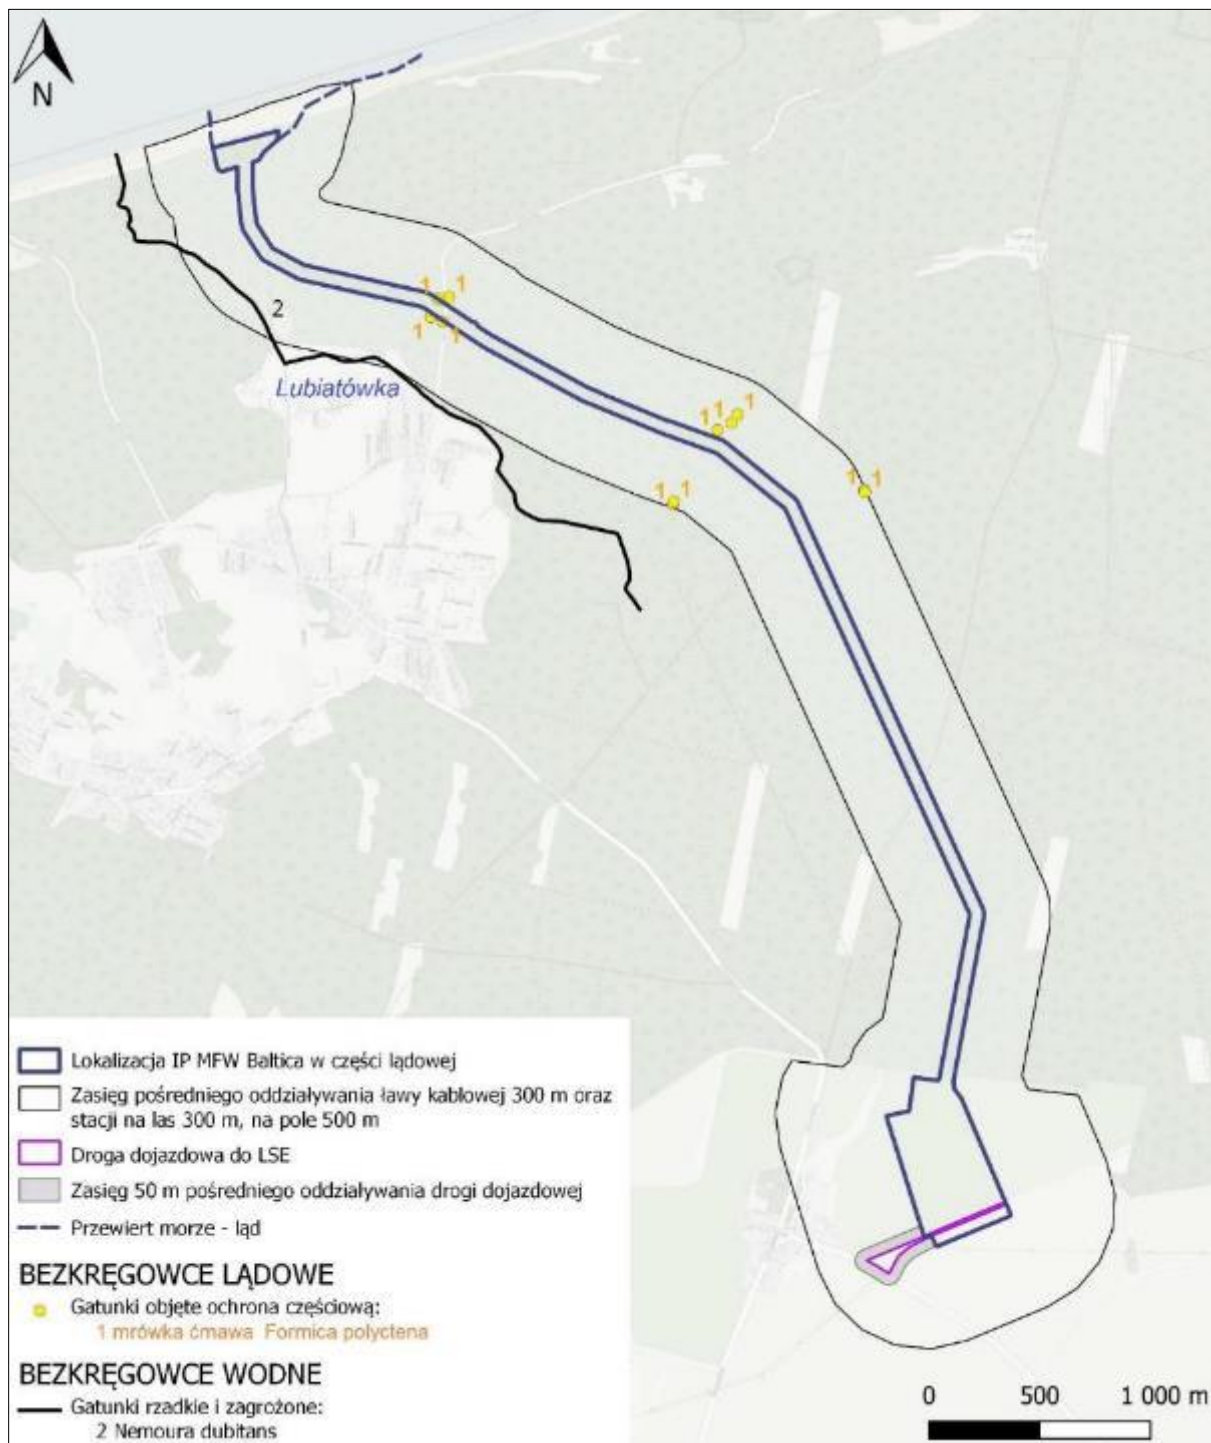 N
1 1
1 1
2
Lubiatówka
1 1 1
1 1
1 1
Lokalizacja IP MFW Baltica w części lądowej
Zasięg pośredniego oddziaływania ławy kablowej 300 m oraz
stacji na las 300 m, na pole 500 m
Droga dojazdowa do LSE
Zasięg 50 m pośredniego oddziaływania drogi dojazdowej
Przewiert morze - ląd
BEZKRĘGOWCE LĄDOWE
Gatunki objęte ochrona częściową:
1 mrówka ćmawa Formica polyctena
BEZKRĘGOWCE WODNE
Gatunki rzadkie i zagrożone:
2 Nemoura dubitans
0 500 1 000 m